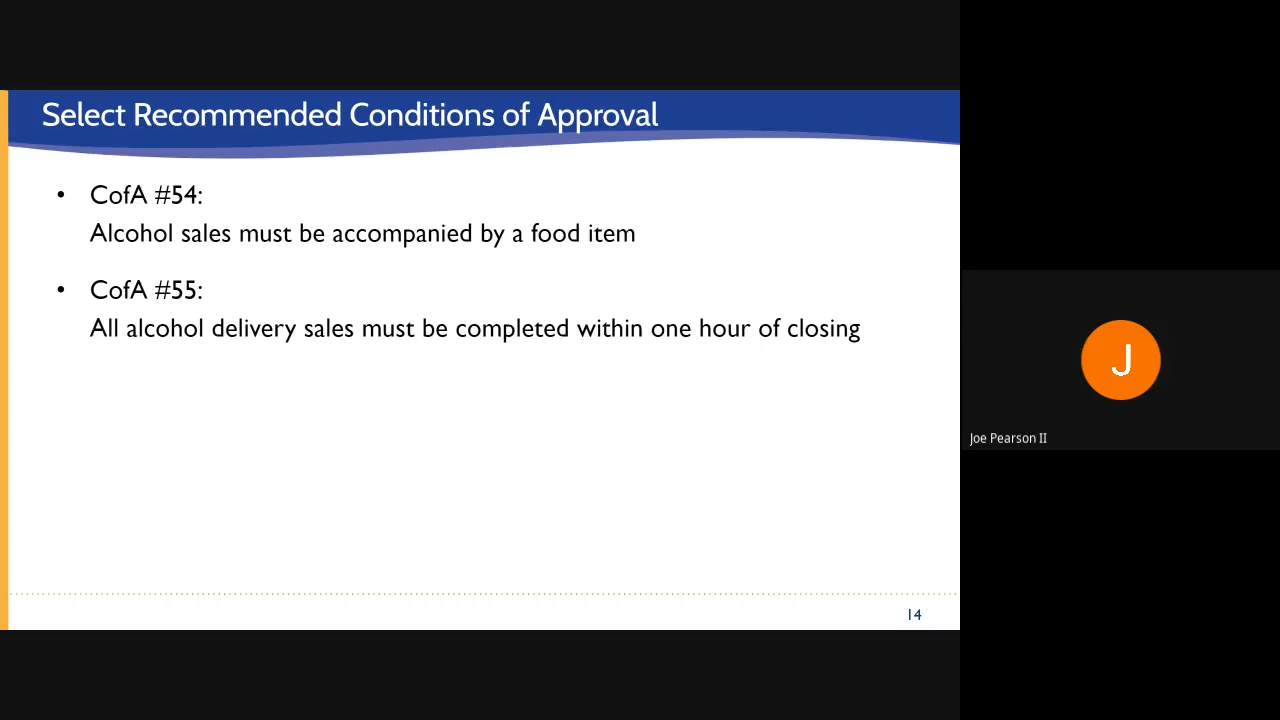 Select Recommended Conditions of Approval
• CofA #54:
Alcohol sales must be accompanied by a food item
• CofA #55:
All alcohol delivery sales must be completed within one hour of closing
14
J
Joe Pearson II